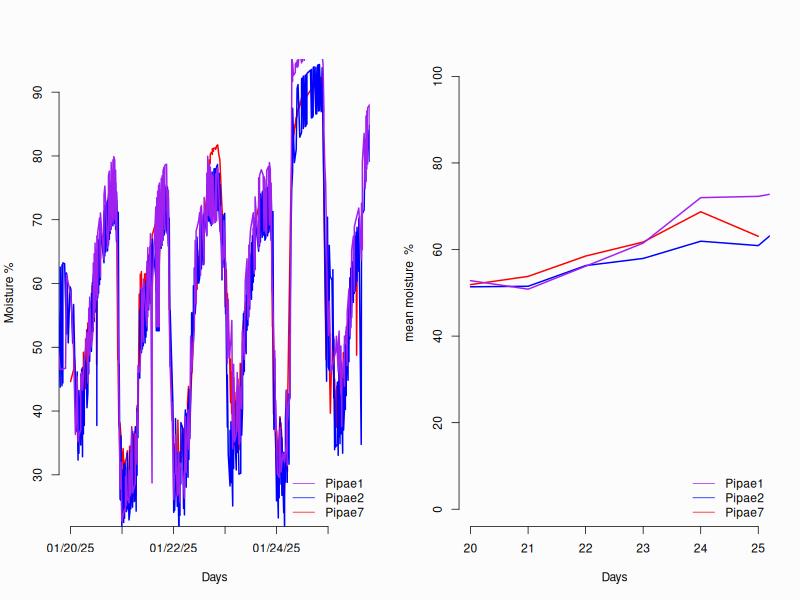 Moisture %
90
80
70
60
50
40
30
01/20/25
01/22/25
01/24/25
Days
Pipae1
Pipae2
Pipae7
mean moisture %
100
80
60
40
20
0
20
21
22
23
24
25
Days
Pipae1
Pipae2
Pipae7